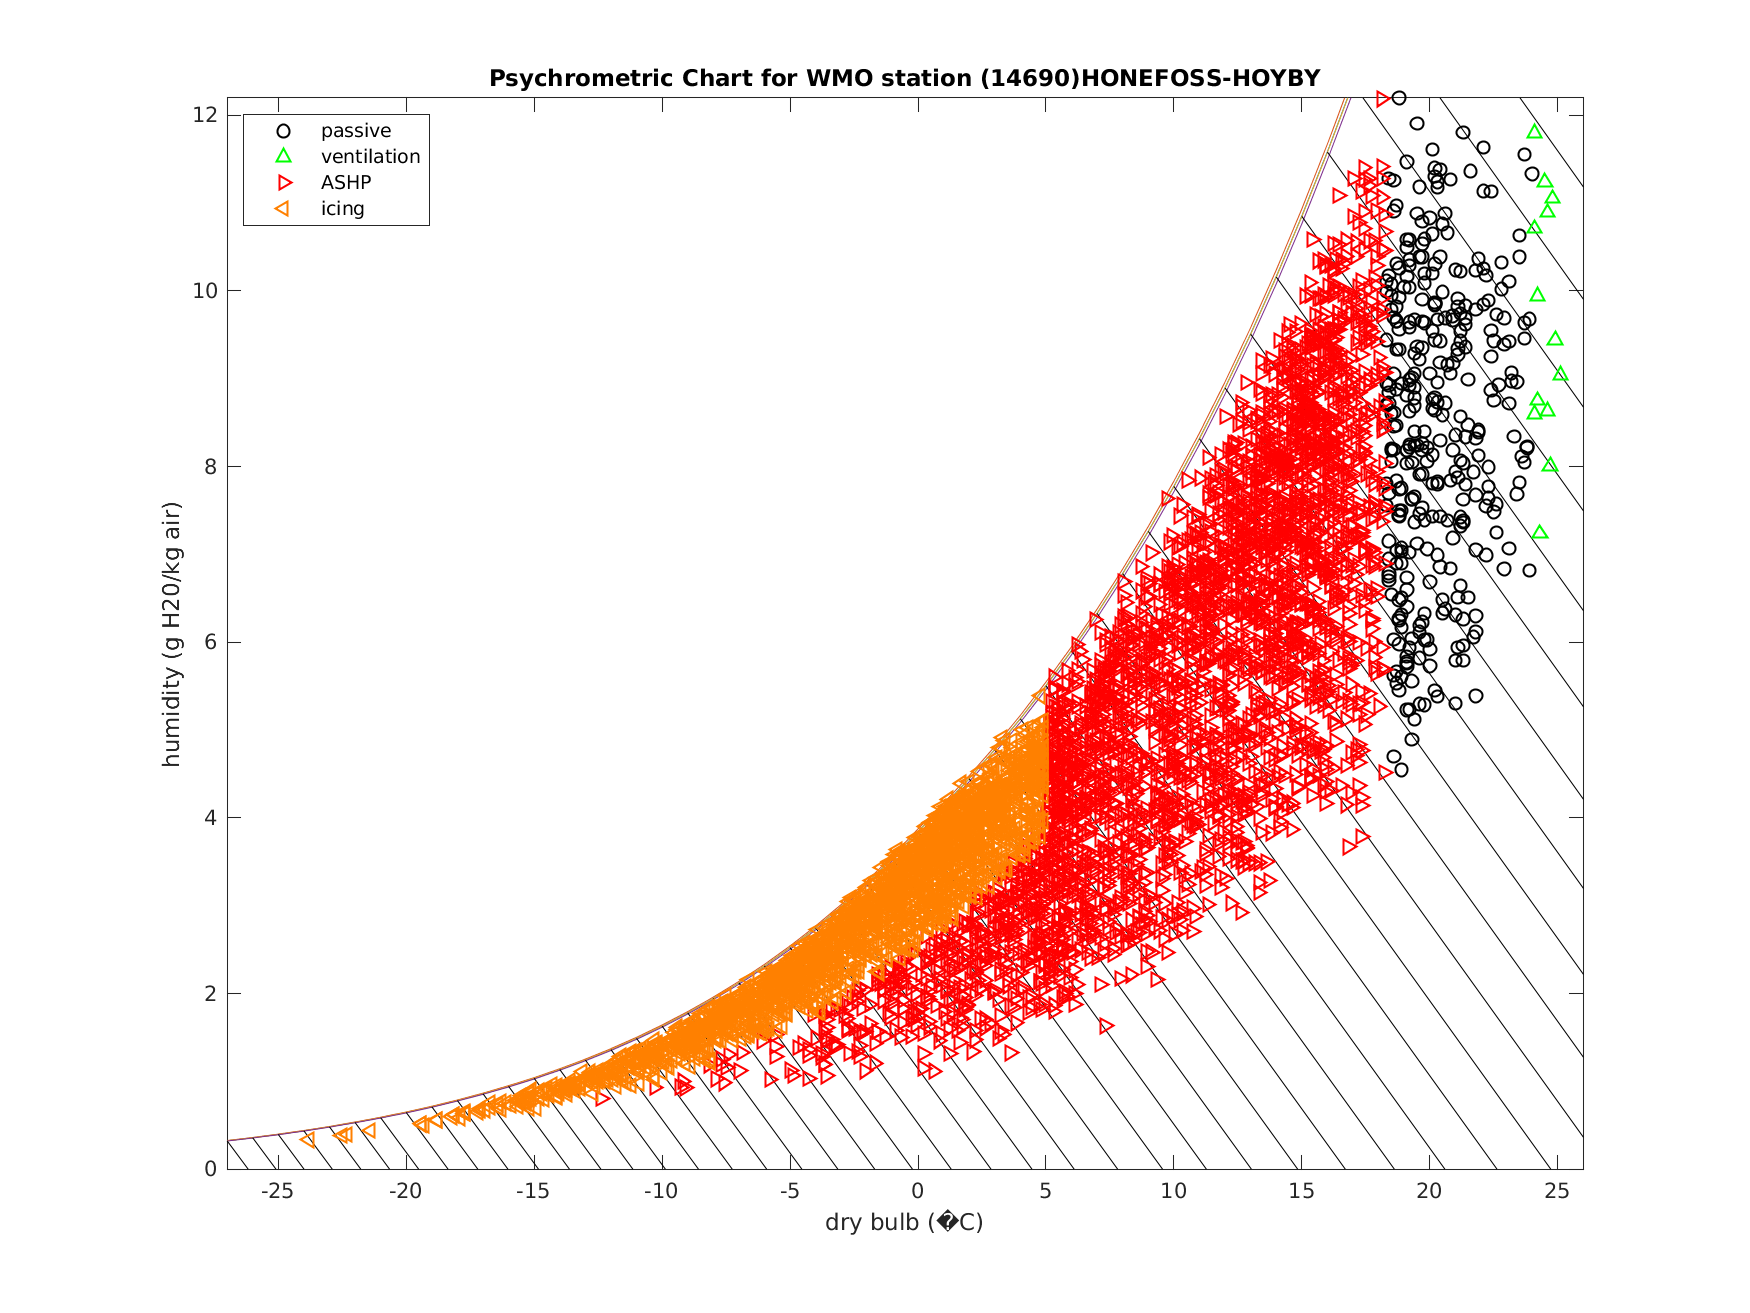 Psychrometric Chart for WMO station (14690)HONEFOSS-HOYBY
passive
ventilation
ASHP
icing
humidity (g H20/kg air)
12
10
8
6
4
2
0
-25 -20 -15 -10 -5 0 5 10 15 20 25
dry bulb (�C)